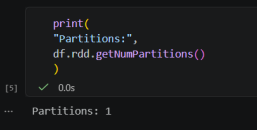 print(
"Partitions:",
df.rdd.getNumPartitions()
)
[5]
0.0s
... Partitions: 1